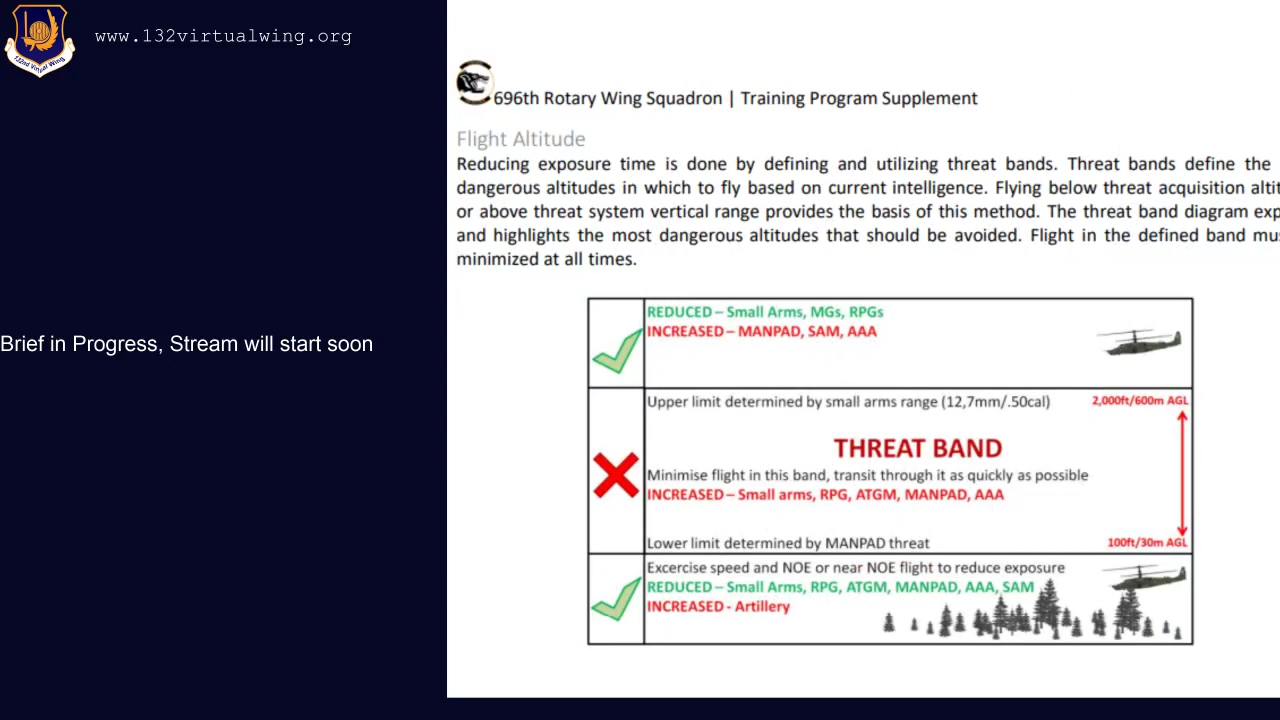 132nd Virtual Wing
www.132virtualwing.org
696th Rotary Wing Squadron | Training Program Supplement
Flight Altitude
Reducing exposure time is done by defining and utilizing threat bands. Threat bands define the
dangerous altitudes in which to fly based on current intelligence. Flying below threat acquisition altit
or above threat system vertical range provides the basis of this method. The threat band diagram exp
and highlights the most dangerous altitudes that should be avoided. Flight in the defined band mus
minimized at all times.
Brief in Progress, Stream will start soon
REDUCED – Small Arms, MGs, RPGs
INCREASED – MANPAD, SAM, AAA
Upper limit determined by small arms range (12,7mm/.50cal)
2,000ft/600m AGL
THREAT BAND
Minimise flight in this band, transit through it as quickly as possible
INCREASED – Small arms, RPG, ATGM, MANPAD, AAA
Lower limit determined by MANPAD threat
100ft/30m AGL
Excercise speed and NOE or near NOE flight to reduce exposure
REDUCED – Small Arms, RPG, ATGM, MANPAD, AAA, SAM
INCREASED - Artillery